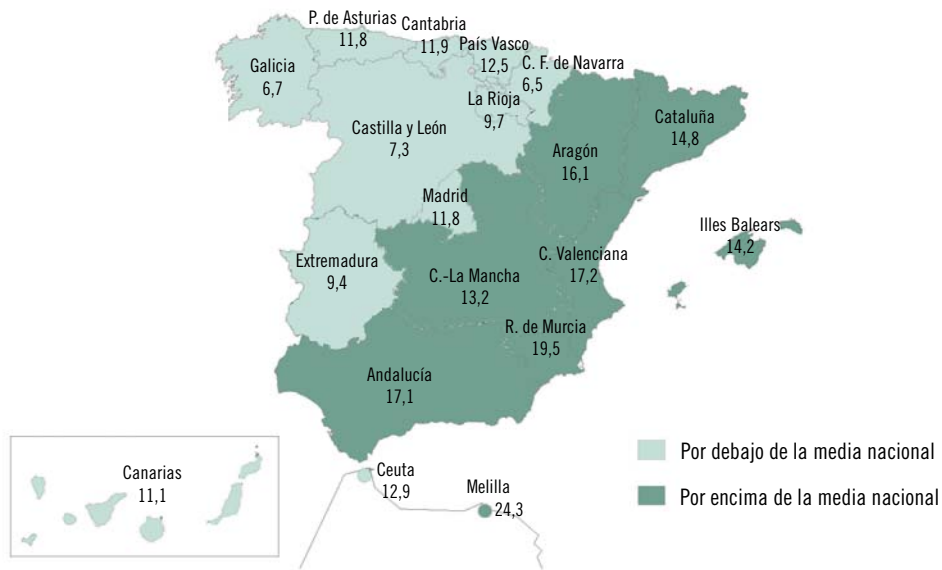 P. de Asturias
11,8
Cantabria
11,9
País Vasco
12,5
C. F. de Navarra
6,5
Galicia
6,7
La Rioja
9,7
Castilla y León
7,3
Cataluña
14,8
Aragón
16,1
Madrid
11,8
Illes Balears
14,2
Extremadura
9,4
C.-La Mancha
13,2
C. Valenciana
17,2
R. de Murcia
19,5
Andalucía
17,1
Canarias
11,1
Ceuta
12,9
Melilla
24,3
Por debajo de la media nacional
Por encima de la media nacional